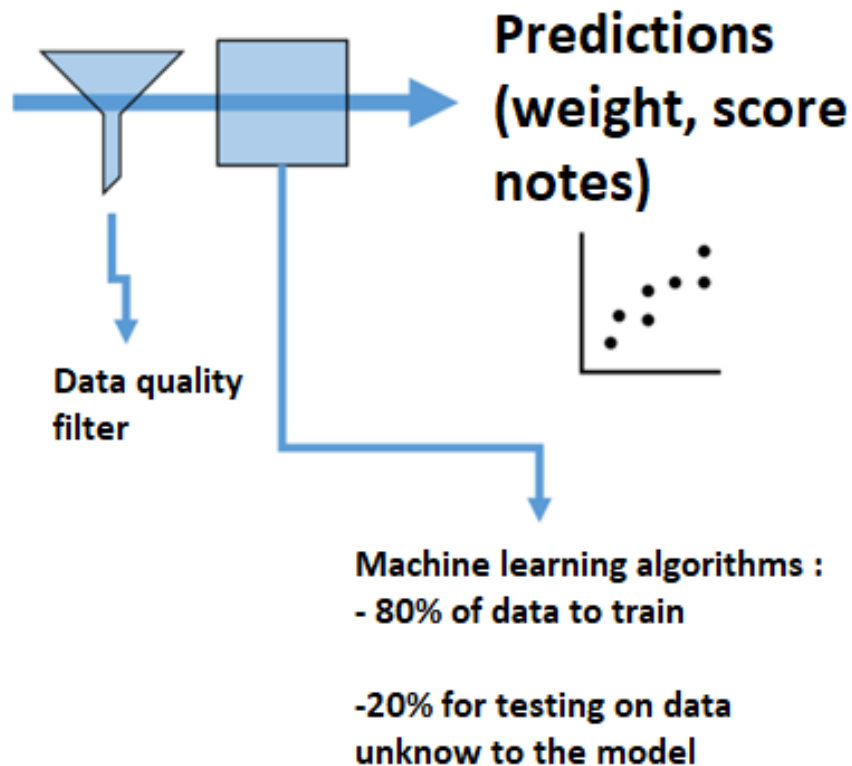 Predictions
(weight, score
notes)
Data quality
filter
Machine learning algorithms :
- 80% of data to train
-20% for testing on data
unknow to the model